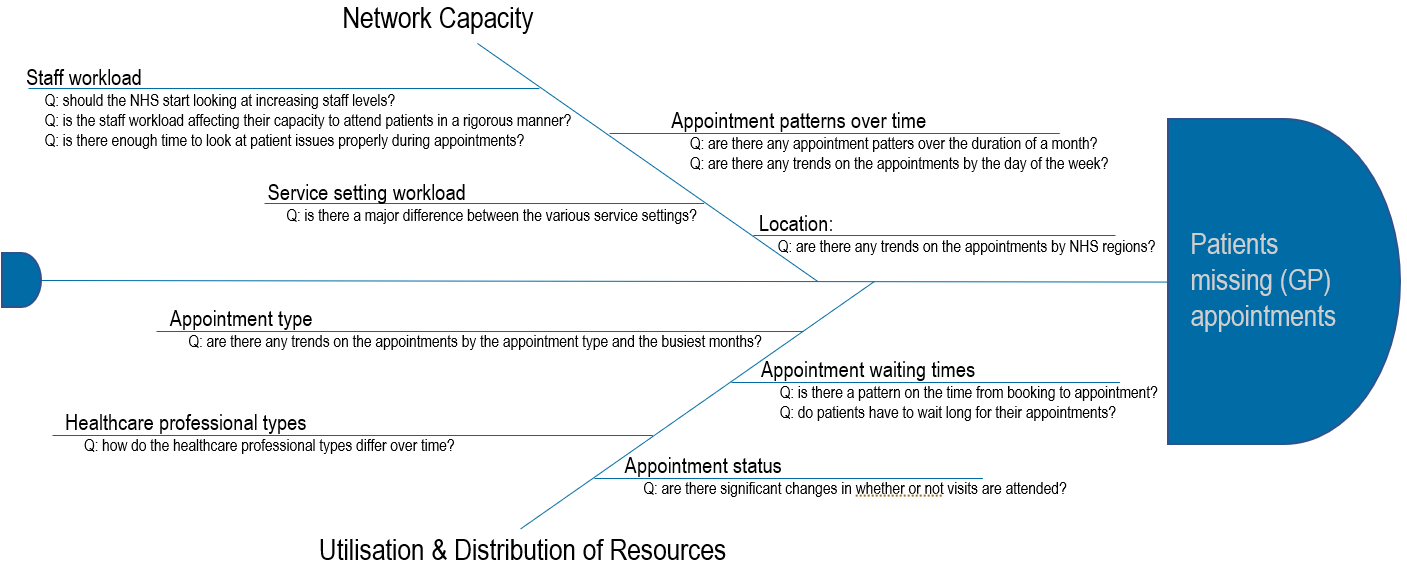 Network Capacity
Staff workload
Q: should the NHS start looking at increasing staff levels?
Q: is the staff workload affecting their capacity to attend patients in a rigorous manner?
Q: is there enough time to look at patient issues properly during appointments?
Appointment patterns over time
Q: are there any appointment patters over the duration of a month?
Q: are there any trends on the appointments by the day of the week?
Service setting workload
Q: is there a major difference between the various service settings?
Location:
Q: are there any trends on the appointments by NHS regions?
Patients
missing (GP)
appointments
Appointment type
Q: are there any trends on the appointments by the appointment type and the busiest months?
Appointment waiting times
Q: is there a pattern on the time from booking to appointment?
Q: do patients have to wait long for their appointments?
Healthcare professional types
Q: how do the healthcare professional types differ over time?
Appointment status
Q: are there significant changes in whether or not visits are attended?
Utilisation & Distribution of Resources